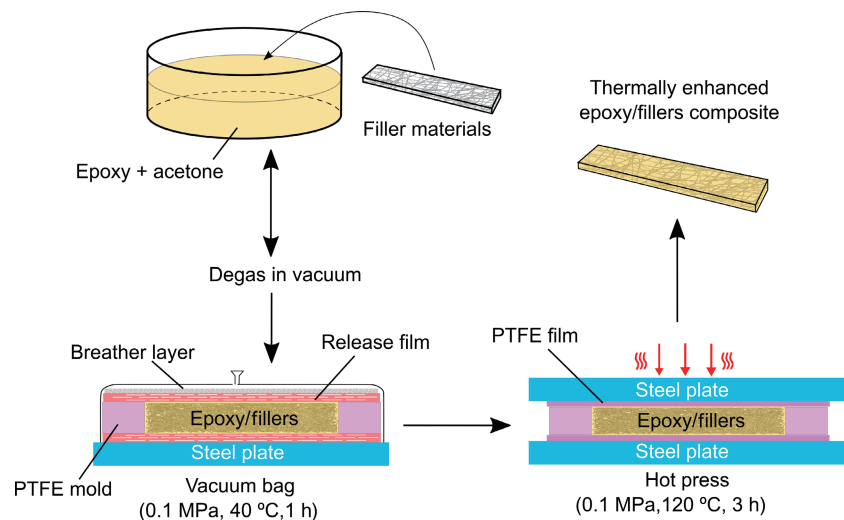 Epoxy + acetone
Filler materials
Degas in vacuum
Breather layer
Release film
Epoxy/fillers
Steel plate
PTFE mold
Vacuum bag
(0.1 MPa, 40 ºC,1 h)
Thermally enhanced
epoxy/fillers composite
PTFE film
Steel plate
Epoxy/fillers
Steel plate
Hot press
(0.1 MPa,120 ºC, 3 h)